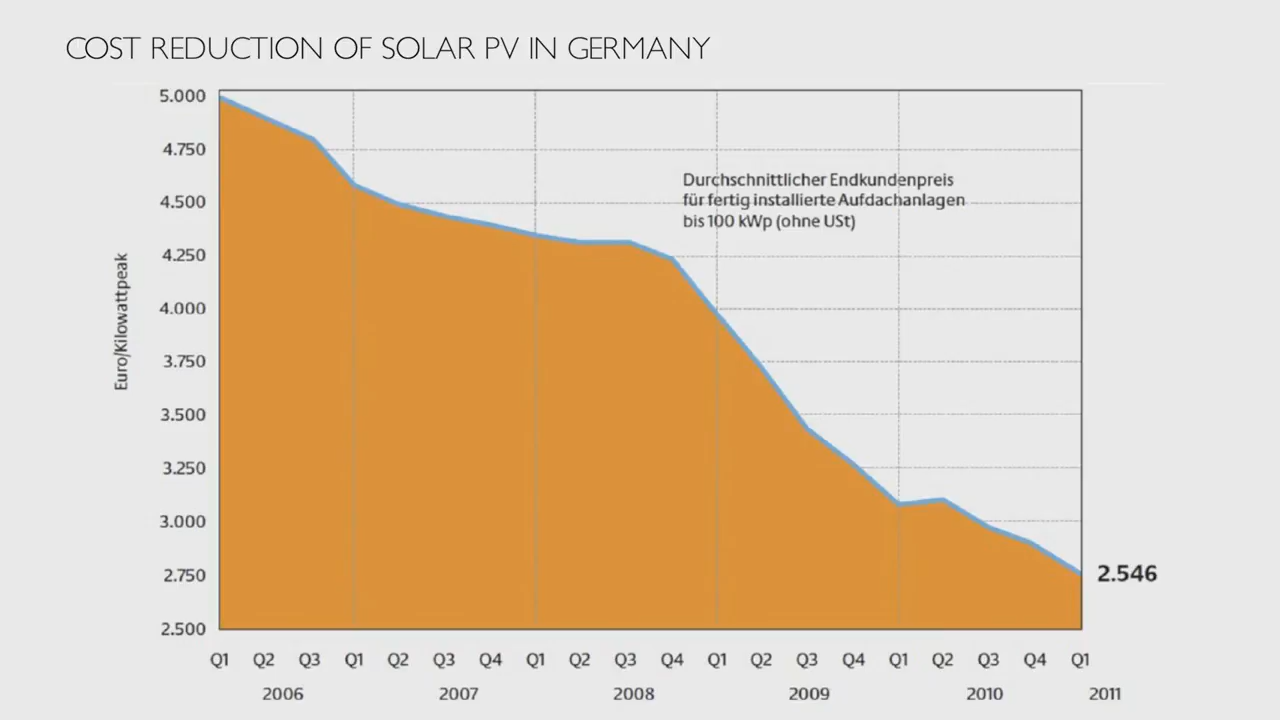 COST REDUCTION OF SOLAR PV IN GERMANY
5.000
4.750
4.500
4.250
4.000
3.750
3.500
3.250
3.000
2.750
2.500
Euro/Kilowattpeak
Durchschnittlicher Endkundenpreis
für fertig installierte Aufdachanlagen
bis 100 kWp (ohne USt)
2.546
Q1 Q2 Q3 Q1 Q2 Q3 Q4 Q1 Q2 Q3 Q4 Q1 Q2 Q3 Q4 Q1 Q2 Q3 Q4 Q1
2006 2007 2008 2009 2010 2011